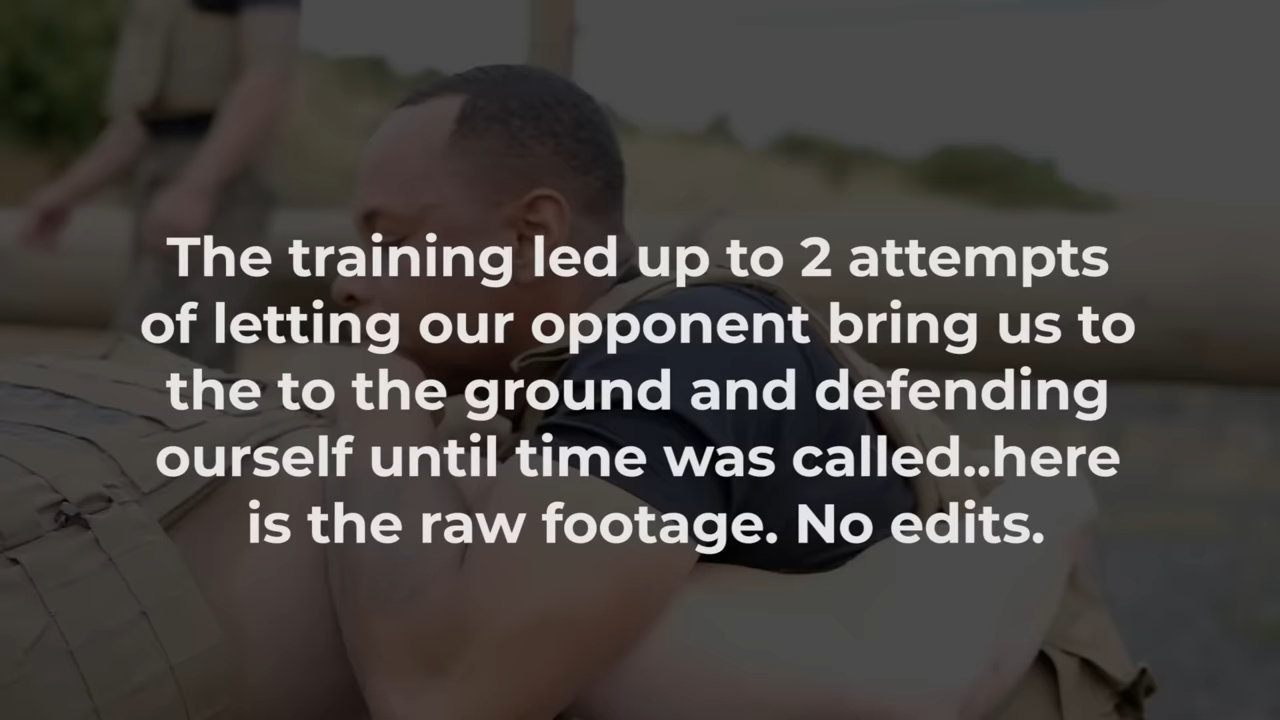 The training led up to 2 attempts
of letting our opponent bring us to
the to the ground and defending
ourself until time was called..here
is the raw footage. No edits.